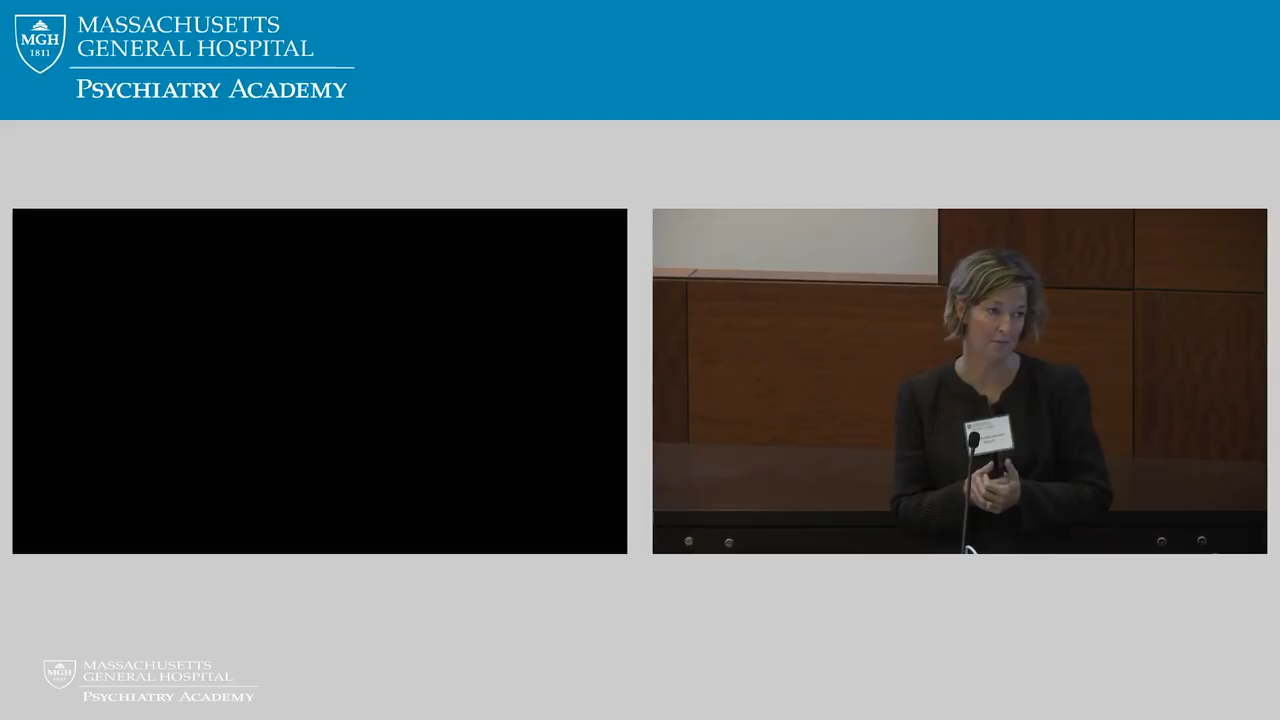 MGH
1811
MASSACHUSETTS
GENERAL HOSPITAL
PSYCHIATRY ACADEMY
MGH
1811
MASSACHUSETTS
GENERAL HOSPITAL
PSYCHIATRY ACADEMY